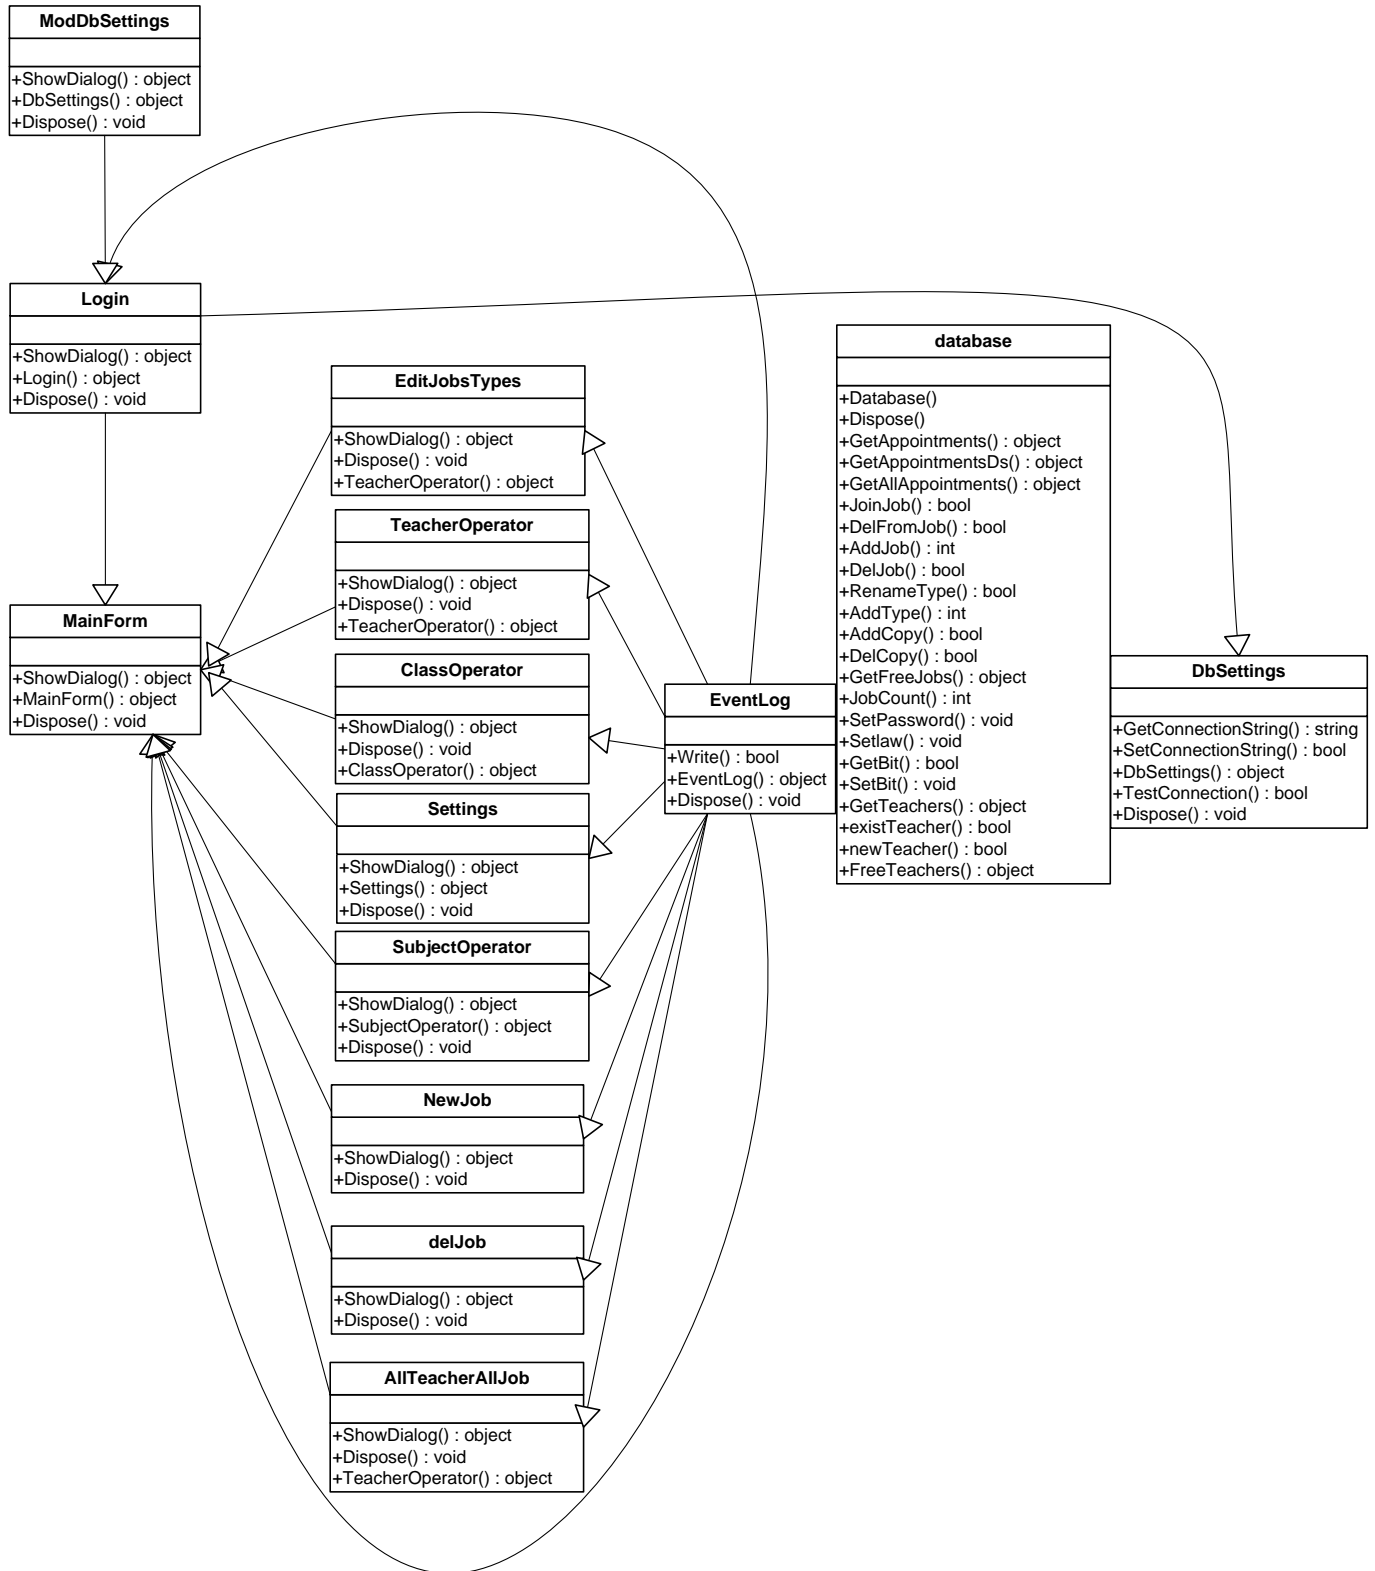 ModDbSettings
+ShowDialog() : object
+DbSettings() : object
+Dispose() : void
Login
+ShowDialog() : object
+Login() : object
+Dispose() : void
MainForm
+ShowDialog() : object
+MainForm() : object
+Dispose() : void
EditJobsTypes
+ShowDialog() : object
+Dispose() : void
+TeacherOperator() : object
TeacherOperator
+ShowDialog() : object
+Dispose() : void
+TeacherOperator() : object
ClassOperator
+ShowDialog() : object
+Dispose() : void
+ClassOperator() : object
Settings
+ShowDialog() : object
+Settings() : object
+Dispose() : void
SubjectOperator
+ShowDialog() : object
+SubjectOperator() : object
+Dispose() : void
NewJob
+ShowDialog() : object
+Dispose() : void
delJob
+ShowDialog() : object
+Dispose() : void
AllTeacherAllJob
+ShowDialog() : object
+Dispose() : void
+TeacherOperator() : object
EventLog
+Write() : bool
+EventLog() : object
+Dispose() : void
database
+Database()
+Dispose()
+GetAppointments() : object
+GetAppointmentsDs() : object
+GetAllAppointments() : object
+JoinJob() : bool
+DelFromJob() : bool
+AddJob() : int
+DelJob() : bool
+RenameType() : bool
+AddType() : int
+AddCopy() : bool
+DelCopy() : bool
+GetFreeJobs() : object
+JobCount() : int
+SetPassword() : void
+Setlaw() : void
+GetBit() : bool
+SetBit() : void
+GetTeachers() : object
+existTeacher() : bool
+newTeacher() : bool
+FreeTeachers() : object
DbSettings
+GetConnectionString() : string
+SetConnectionString() : bool
+DbSettings() : object
+TestConnection() : bool
+Dispose() : void